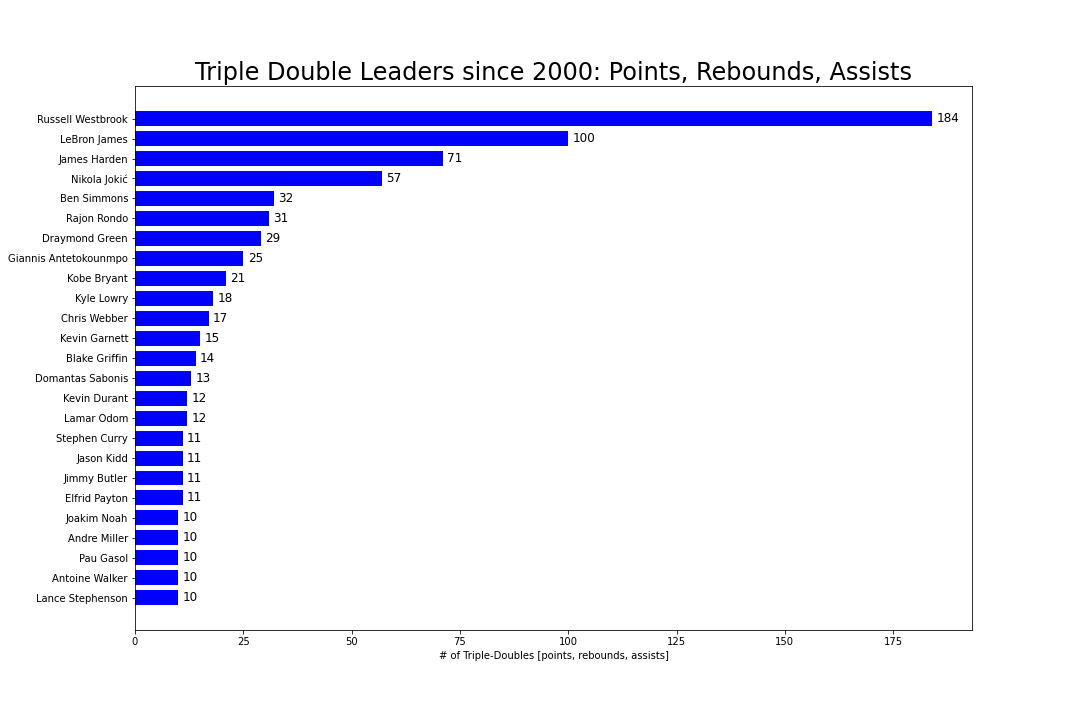 Triple Double Leaders since 2000: Points, Rebounds, Assists
Russell Westbrook 184
LeBron James 100
James Harden 71
Nikola Jokić 57
Ben Simmons 32
Rajon Rondo 31
Draymond Green 29
Giannis Antetokounmpo 25
Kobe Bryant 21
Kyle Lowry 18
Chris Webber 17
Kevin Garnett 15
Blake Griffin 14
Domantas Sabonis 13
Kevin Durant 12
Lamar Odom 12
Stephen Curry 11
Jason Kidd 11
Jimmy Butler 11
Elfrid Payton 11
Joakim Noah 10
Andre Miller 10
Pau Gasol 10
Antoine Walker 10
Lance Stephenson 10
0 25 50 75 100 125 150 175
# of Triple-Doubles [points, rebounds, assists]